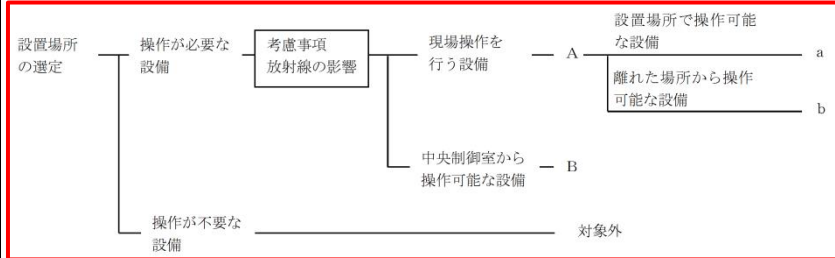 設置場所
の選定
操作が必要な
設備
考慮事項
放射線の影響
現場操作を
行う設備
A
設置場所で操作可能
な設備
a
離れた場所から操作
可能な設備
b
中央制御室から
操作可能な設備
B
操作が不要な
設備
対象外